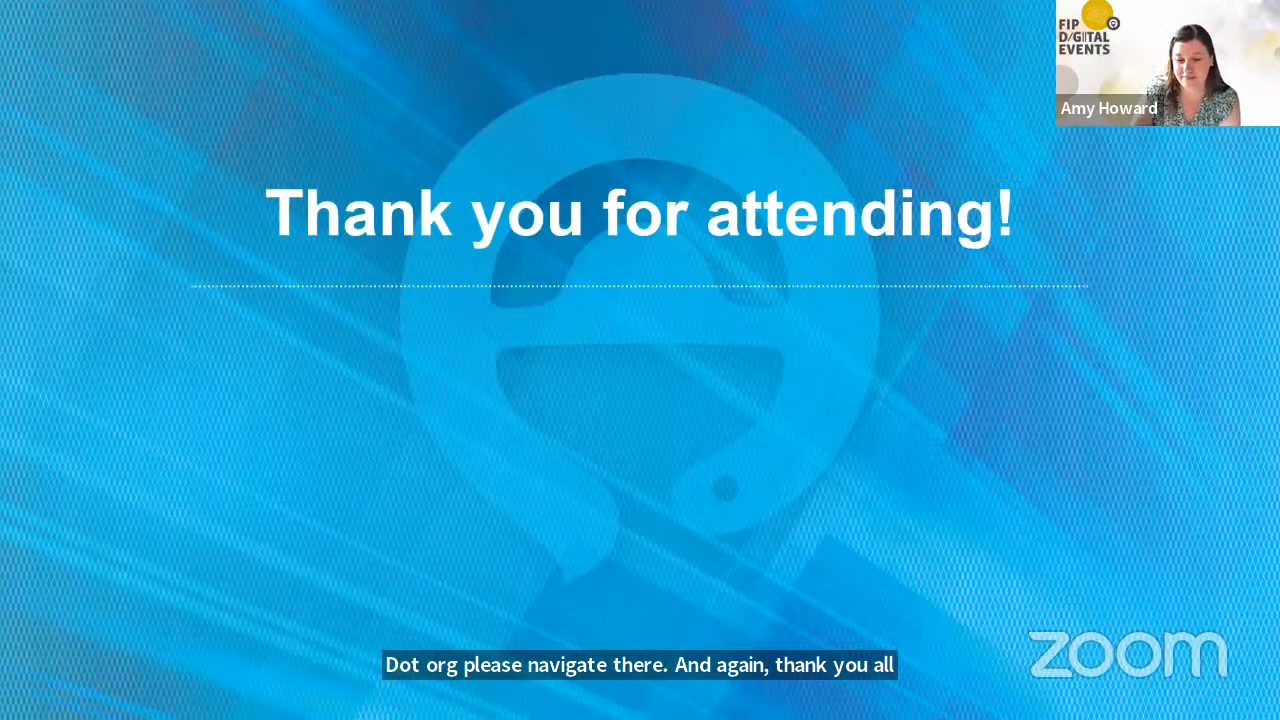 FIP
DIGITAL
EVENTS
Amy Howard
Thank you for attending!
Dot org please navigate there. And again, thank you all
zoom